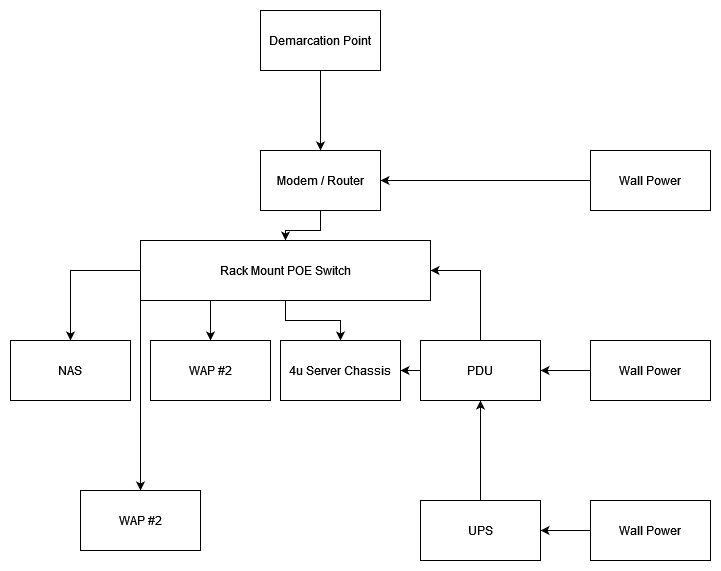 Demarcation Point
Modem / Router
Wall Power
Rack Mount POE Switch
NAS
WAP #2
4u Server Chassis
PDU
Wall Power
WAP #2
UPS
Wall Power